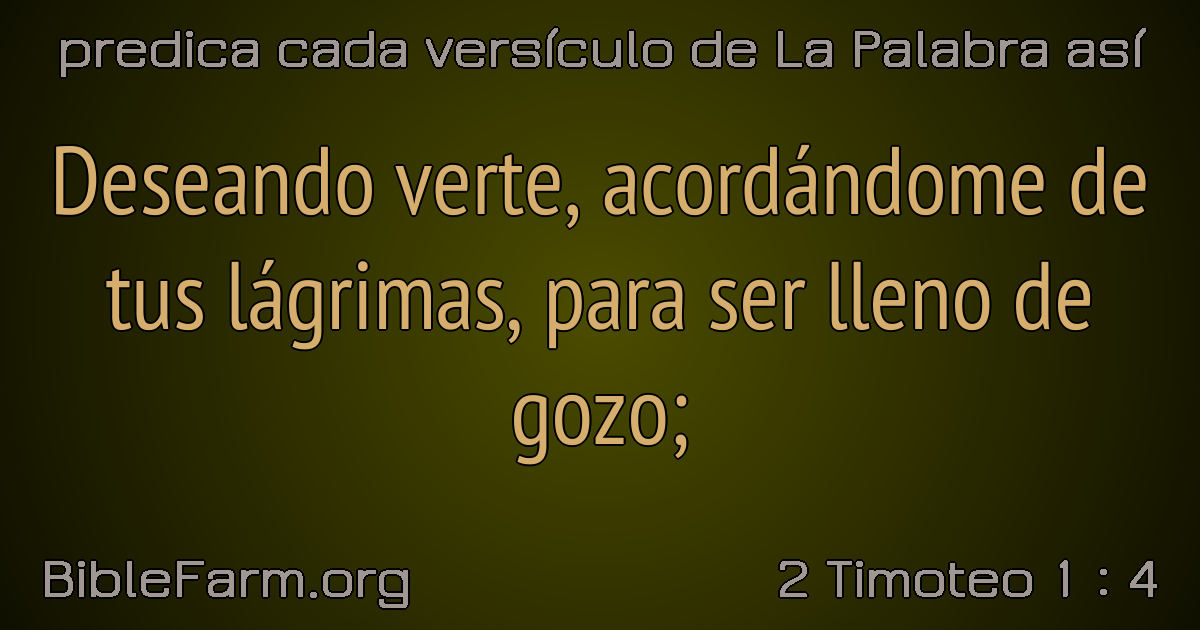 predica cada versículo de La Palabra así
Deseando verte, acordándome de
tus lágrimas, para ser lleno de
gozo;
BibleFarm.org
2 Timoteo 1 : 4